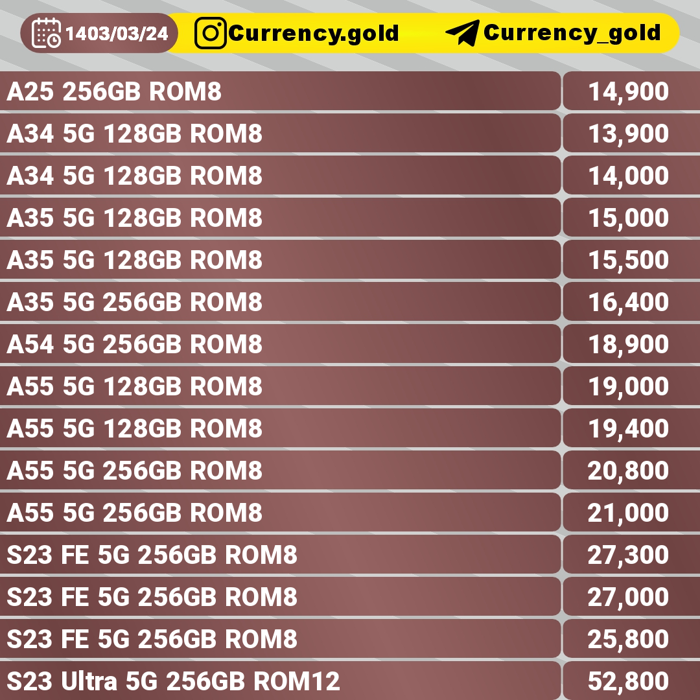 1403/03/24 Currency.gold Currency_gold
A25 256GB ROM8 14,900
A34 5G 128GB ROM8 13,900
A34 5G 128GB ROM8 14,000
A35 5G 128GB ROM8 15,000
A35 5G 128GB ROM8 15,500
A35 5G 256GB ROM8 16,400
A54 5G 256GB ROM8 18,900
A55 5G 128GB ROM8 19,000
A55 5G 128GB ROM8 19,400
A55 5G 256GB ROM8 20,800
A55 5G 256GB ROM8 21,000
S23 FE 5G 256GB ROM8 27,300
S23 FE 5G 256GB ROM8 27,000
S23 FE 5G 256GB ROM8 25,800
S23 Ultra 5G 256GB ROM12 52,800